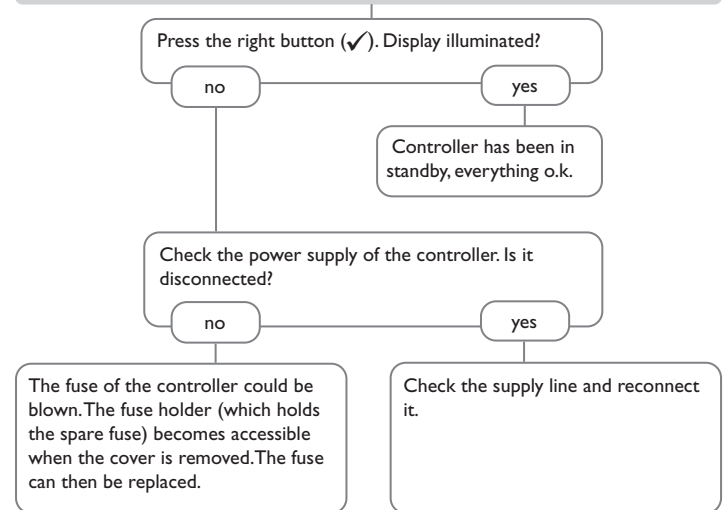 Press the right button (✓). Display illuminated?
no
yes
Controller has been in
standby, everything o.k.
Check the power supply of the controller. Is it
disconnected?
no
yes
The fuse of the controller could be
blown. The fuse holder (which holds
the spare fuse) becomes accessible
when the cover is removed. The fuse
can then be replaced.
Check the supply line and reconnect
it.